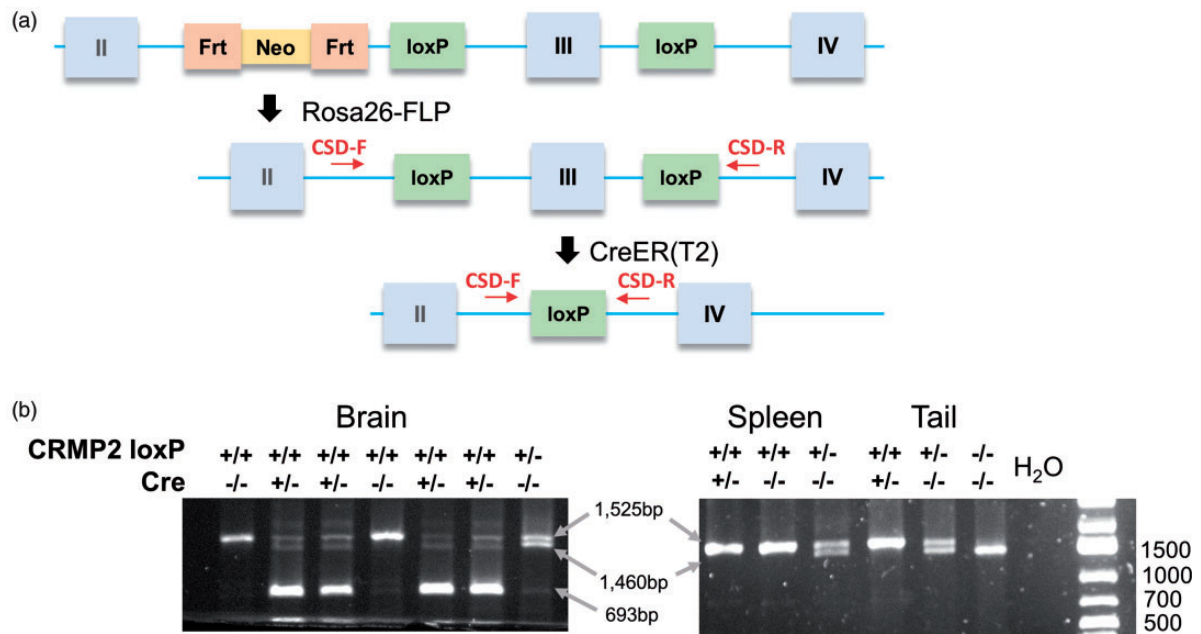 (a)
II Frt Neo Frt loxP III loxP IV
Rosa26-FLP
CSD-F CSD-R
II loxP III loxP IV
CreER(T2)
CSD-F CSD-R
II loxP IV
(b)
Brain Spleen Tail
CRMP2 loxP +/+ +/+ +/+ +/+ +/+ +/+ +/- +/+ +/+ +/- +/+ +/- -/- H2O
Cre -/- +/- +/- -/- +/- +/- -/- +/- -/- -/- +/- -/- -/-
1,525bp
1,460bp
693bp
1500
1000
700
500